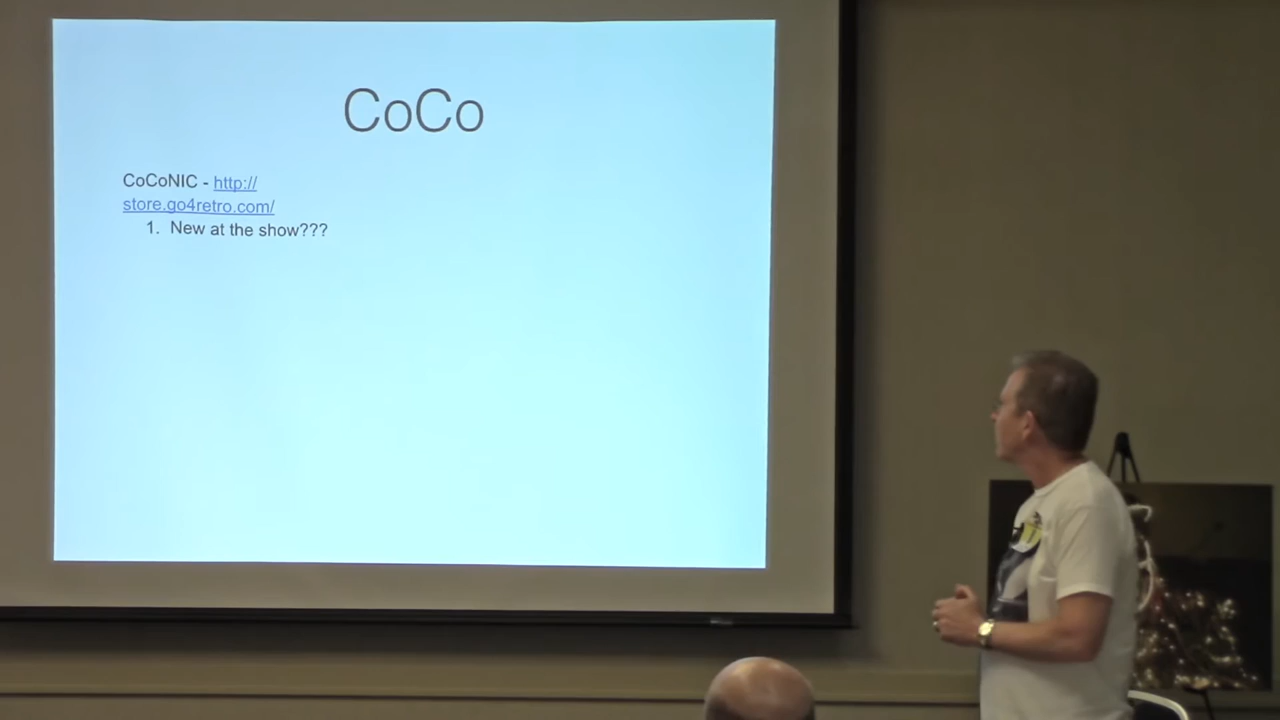 CoCo
CoCoNIC - http://
store.go4retro.com/
1. New at the show???